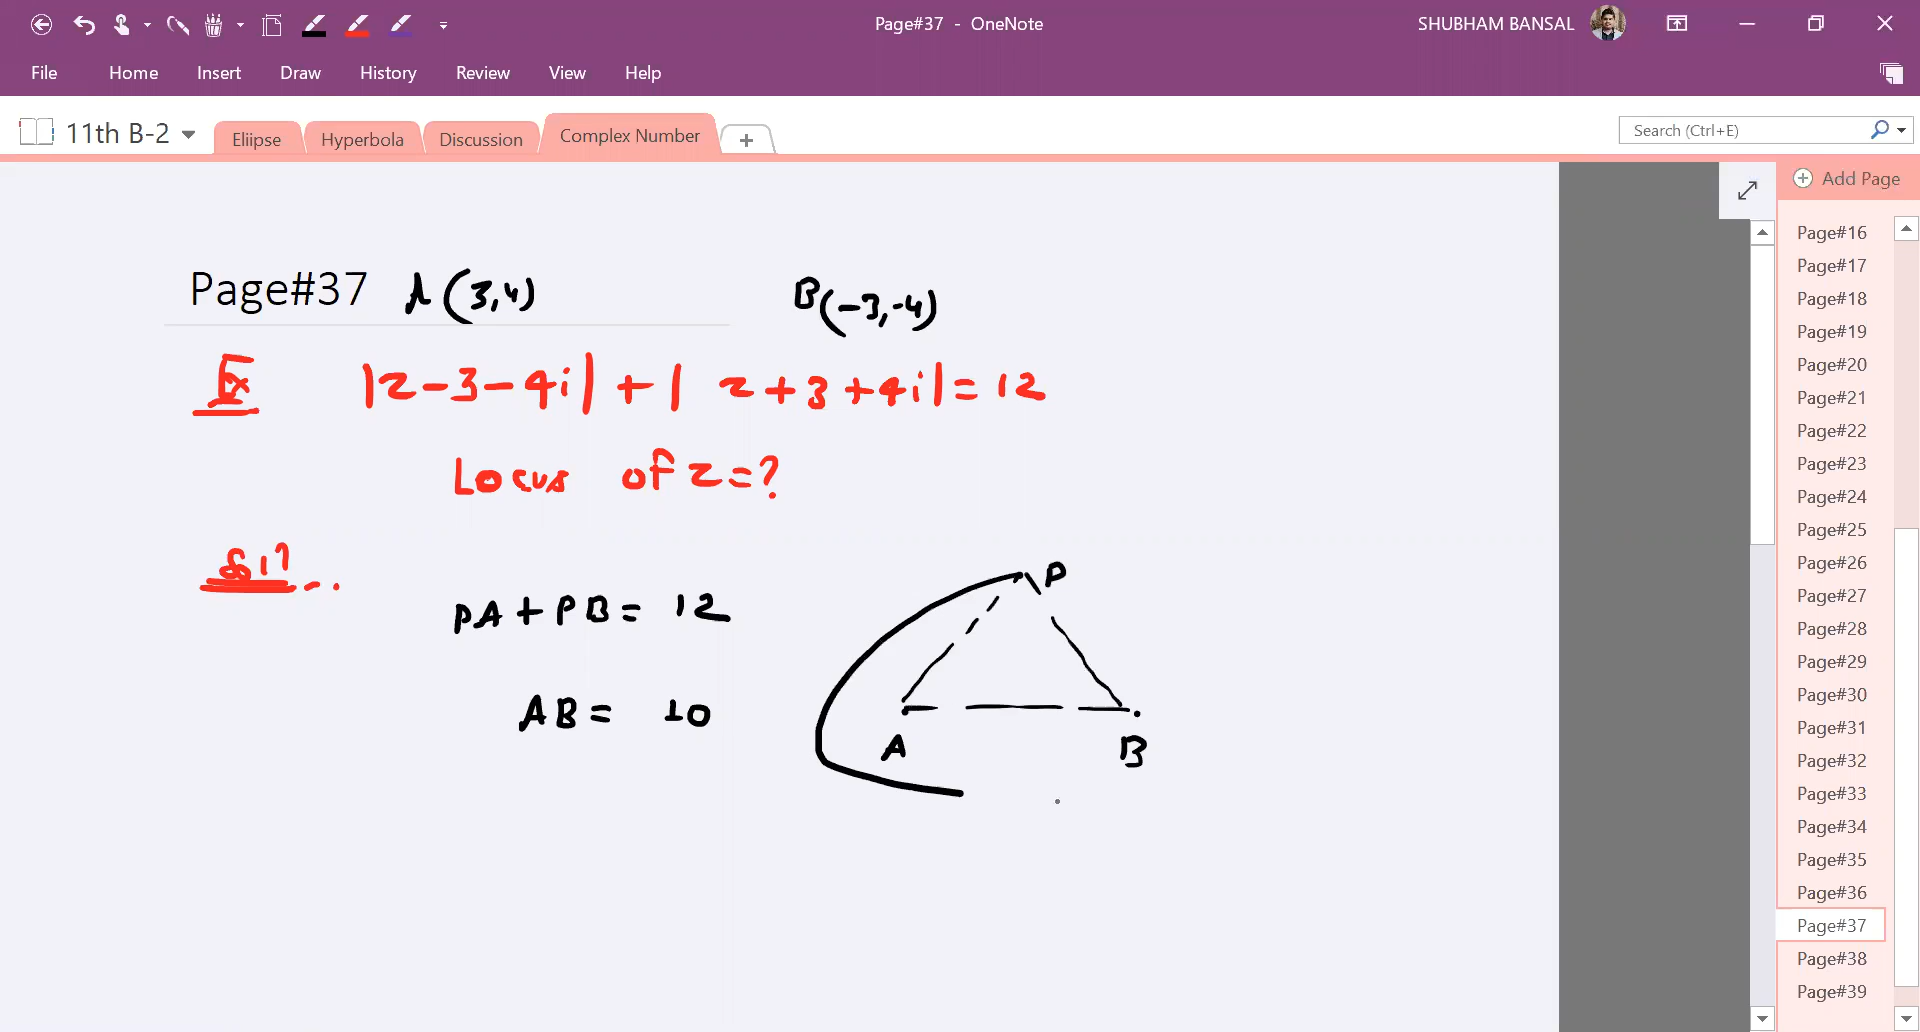 Page#37 - OneNote
SHUBHAM BANSAL
File Home Insert Draw History Review View Help
11th B-2
Eliipse Hyperbola Discussion Complex Number
Search (Ctrl+E)
Add Page
Page#37 A(3,4) B(-3,-4)
Ex |z-3-4i| + |z+3+4i| = 12
Locus of z = ?
Sol^n..
PA + PB = 12
P
AB = 10
A B
Page#16
Page#17
Page#18
Page#19
Page#20
Page#21
Page#22
Page#23
Page#24
Page#25
Page#26
Page#27
Page#28
Page#29
Page#30
Page#31
Page#32
Page#33
Page#34
Page#35
Page#36
Page#37
Page#38
Page#39